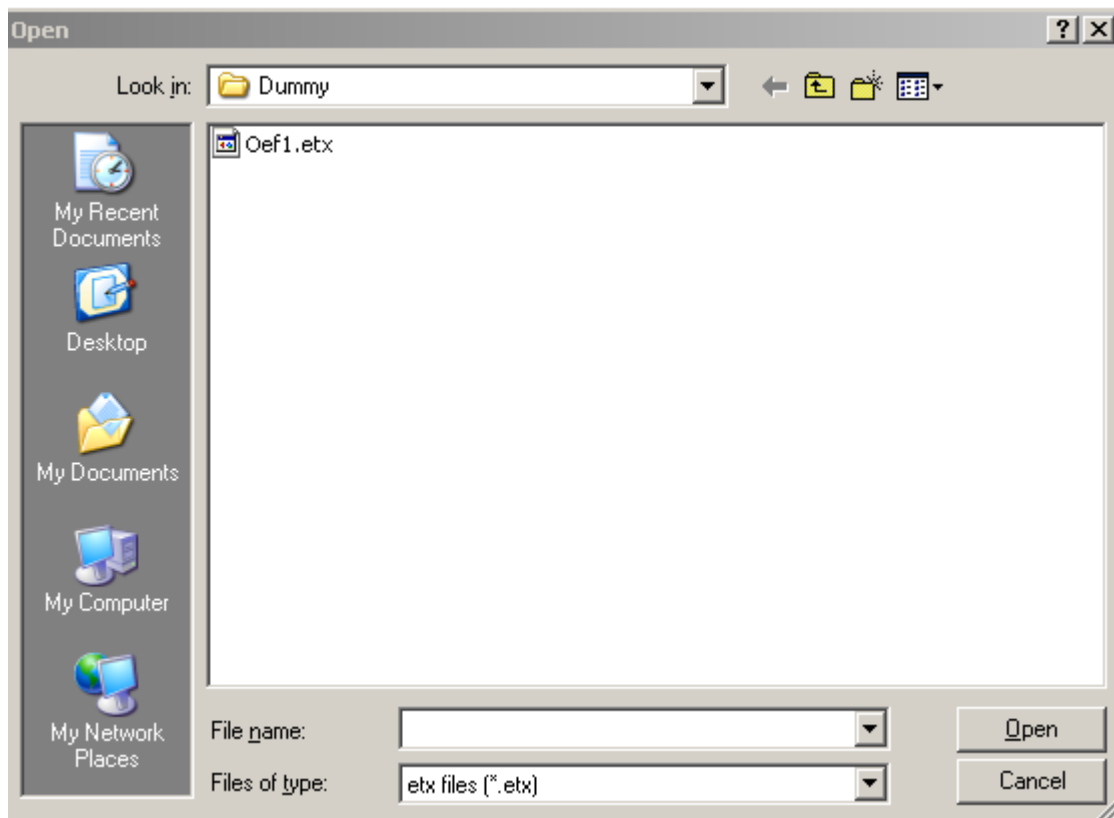 Open
Look in:
Dummy
Oef1.etx
My Recent
Documents
Desktop
My Documents
My Computer
My Network
Places
File name:
Open
Files of type:
etx files (*.etx)
Cancel